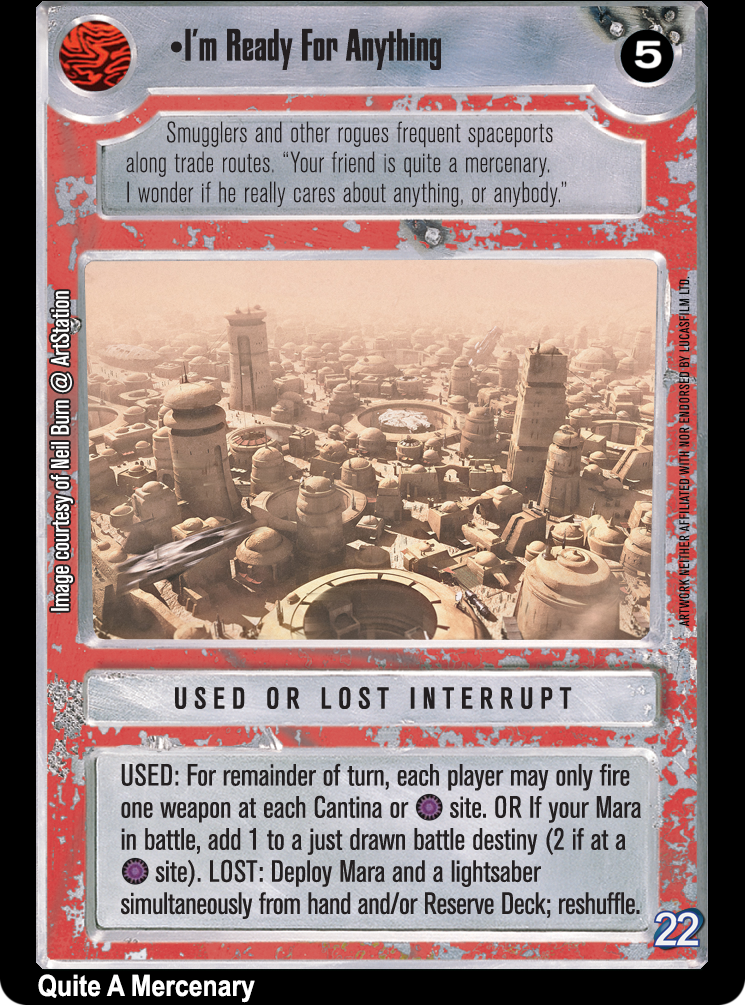 •I'm Ready For Anything
5
Smugglers and other rogues frequent spaceports
along trade routes. “Your friend is quite a mercenary.
I wonder if he really cares about anything, or anybody.”
Image courtesy of Neil Burn @ ArtStation
ARTWORK NEITHER AFFILIATED WITH NOR ENDORSED BY LUCASFILM LTD.
USED OR LOST INTERRUPT
USED: For remainder of turn, each player may only fire
one weapon at each Cantina or site. OR If your Mara
in battle, add 1 to a just drawn battle destiny (2 if at a
site). LOST: Deploy Mara and a lightsaber
simultaneously from hand and/or Reserve Deck; reshuffle.
22
Quite A Mercenary